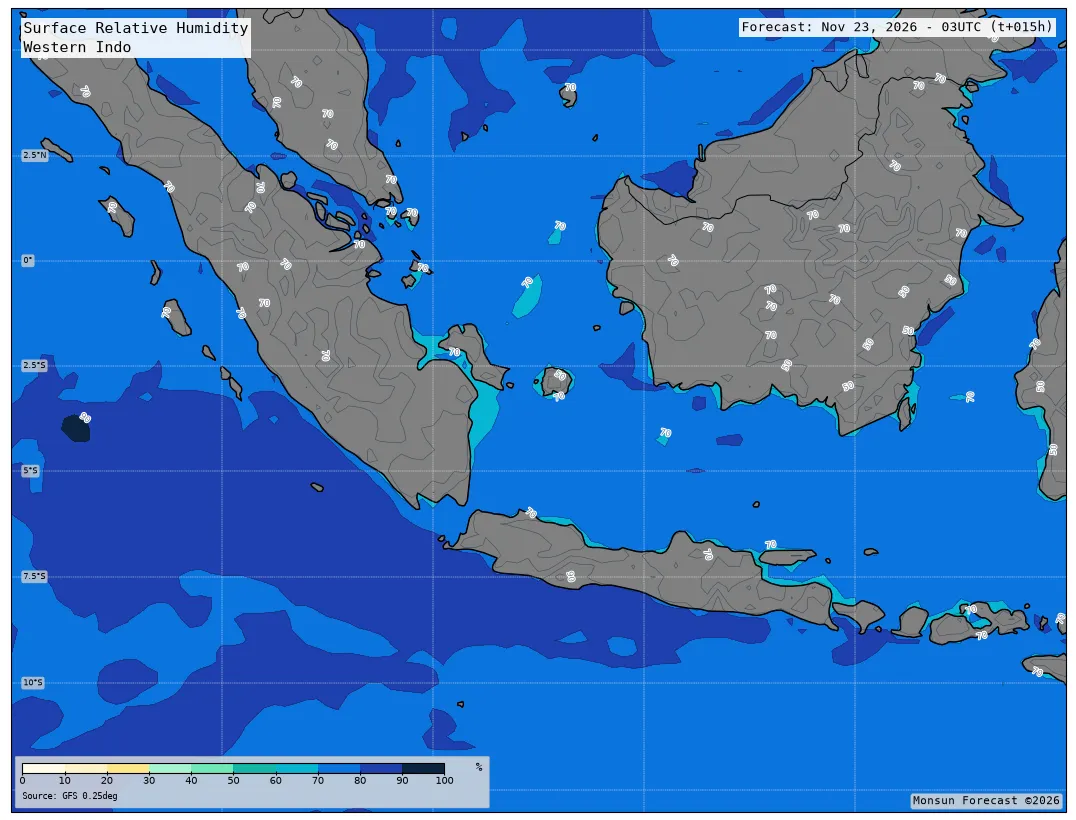 Surface Relative Humidity
Western Indo
Forecast: Nov 23, 2026 - 03UTC (t+015h)
2.5°N
0°
2.5°S
5°S
7.5°S
10°S
0 10 20 30 40 50 60 70 80 90 100
%
Source: GFS 0.25deg
Monsun Forecast ©2026